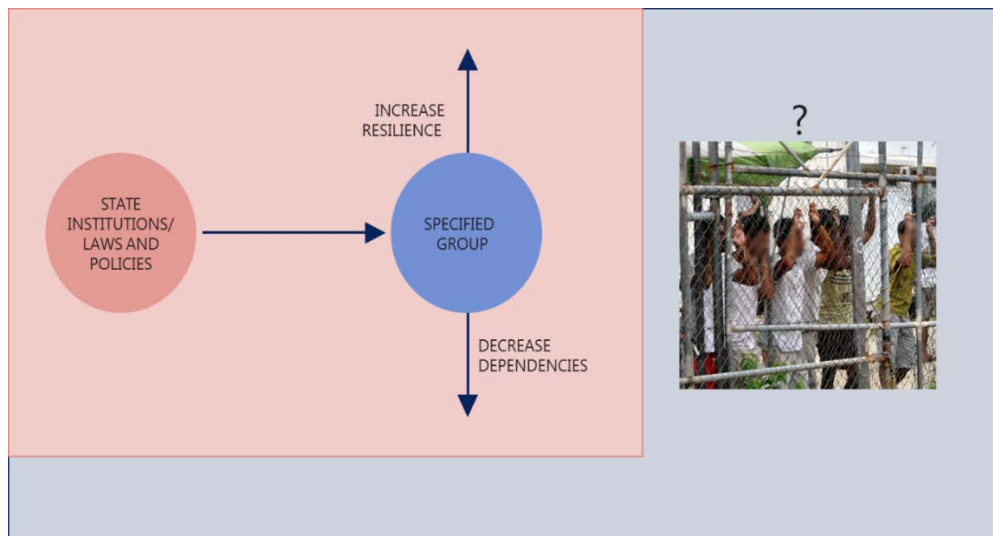 INCREASE
RESILIENCE
?
STATE
INSTITUTIONS/
LAWS AND
POLICIES
SPECIFIED
GROUP
DECREASE
DEPENDENCIES